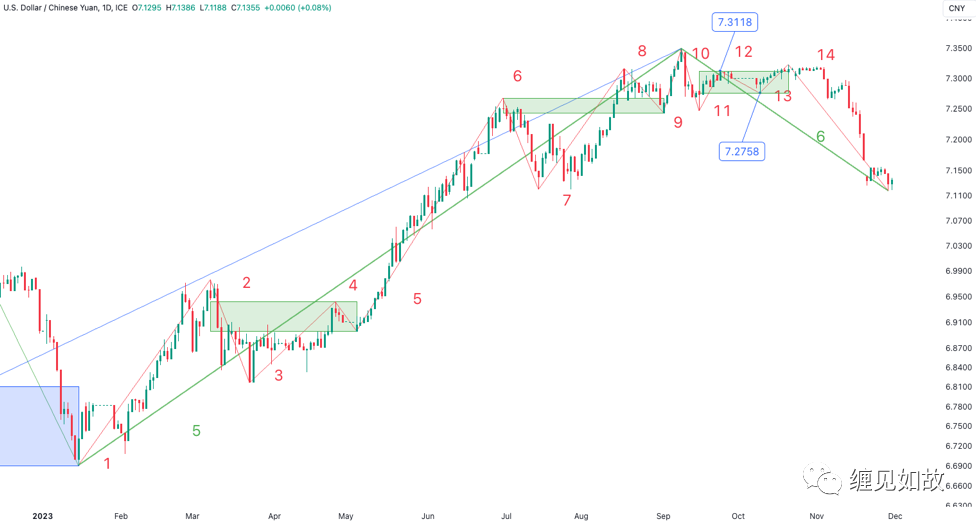 U.S. Dollar / Chinese Yuan, 1D, ICE O7.1295 H7.1386 L7.1188 C7.1355 +0.0060 (+0.08%)
CNY
7.3118
7.3500
8
10
12
14
6
7.3000
13
7.2500
9
11
6
7.2000
7.2758
7.1500
7
7.1100
7.0700
7.0300
2
4
6.9900
5
6.9500
6.9100
6.8700
3
6.8400
6.8100
6.7800
5
6.7500
6.7200
1
6.6900
缠见如故
6.6600
6.6300
2023
Feb
Mar
Apr
May
Jun
Jul
Aug
Sep
Oct
Nov
Dec